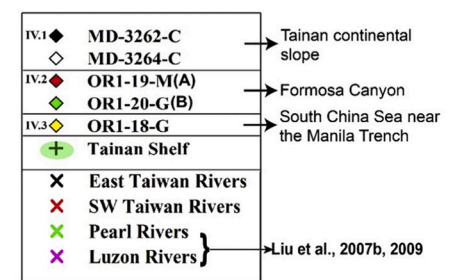 IV.1 MD-3262-C
MD-3264-C
Tainan continental
slope
IV.2 OR1-19-M(A)
OR1-20-G(B)
Formosa Canyon
IV.3 OR1-18-G
South China Sea near
the Manila Trench
Tainan Shelf
East Taiwan Rivers
SW Taiwan Rivers
Pearl Rivers
Luzon Rivers
Liu et al., 2007b, 2009